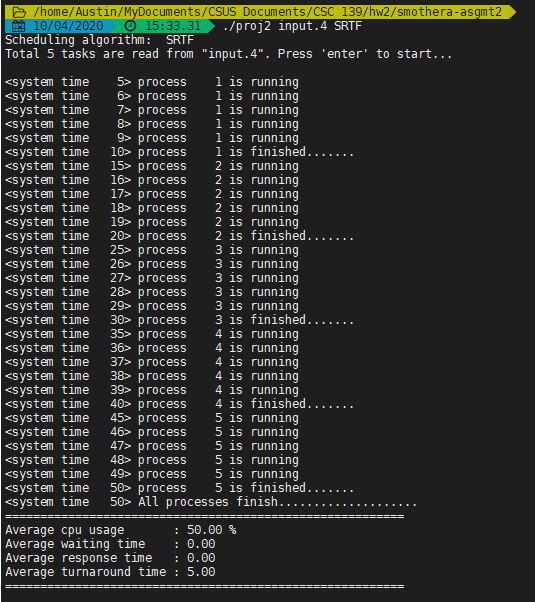 /home/Austin/MyDocuments/CSUS Documents/CSC 139/hw2/smothera-asgmt2
10/04/2020 15:33.31 ./proj2 input.4 SRTF
Scheduling algorithm:  SRTF
Total 5 tasks are read from "input.4". Press 'enter' to start...
<system time    5> process    1 is running
<system time    6> process    1 is running
<system time    7> process    1 is running
<system time    8> process    1 is running
<system time    9> process    1 is running
<system time   10> process    1 is finished.......
<system time   15> process    2 is running
<system time   16> process    2 is running
<system time   17> process    2 is running
<system time   18> process    2 is running
<system time   19> process    2 is running
<system time   20> process    2 is finished.......
<system time   25> process    3 is running
<system time   26> process    3 is running
<system time   27> process    3 is running
<system time   28> process    3 is running
<system time   29> process    3 is running
<system time   30> process    3 is finished.......
<system time   35> process    4 is running
<system time   36> process    4 is running
<system time   37> process    4 is running
<system time   38> process    4 is running
<system time   39> process    4 is running
<system time   40> process    4 is finished.......
<system time   45> process    5 is running
<system time   46> process    5 is running
<system time   47> process    5 is running
<system time   48> process    5 is running
<system time   49> process    5 is running
<system time   50> process    5 is finished.......
<system time   50> All processes finish....................
=========================================================
Average cpu usage       : 50.00 %
Average waiting time    : 0.00
Average response time   : 0.00
Average turnaround time : 5.00
=========================================================